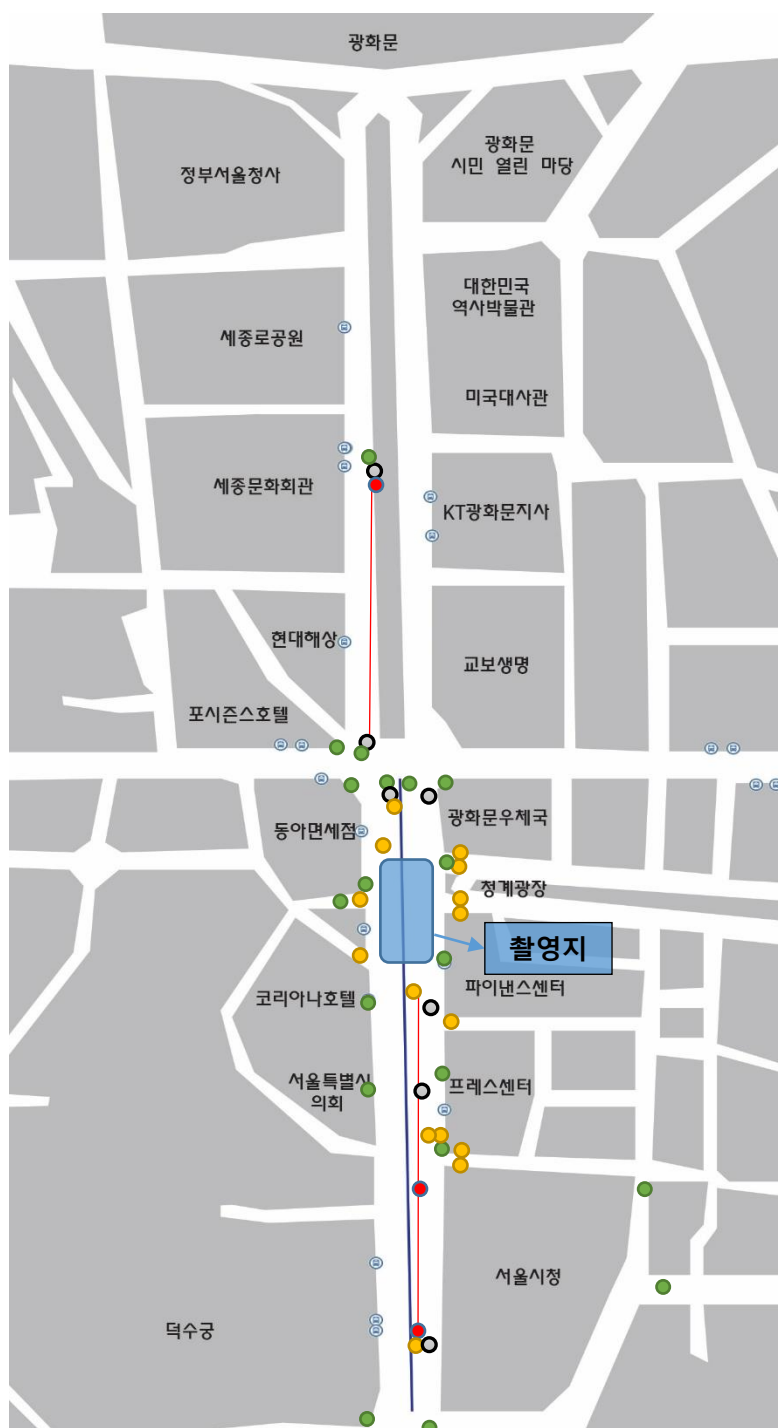 광화문
광화문
시민 열린 마당
정부서울청사
대한민국
역사박물관
세종로공원
미국대사관
세종문화회관
KT광화문지사
현대해상
교보생명
포시즌스호텔
광화문우체국
동아면세점
청계광장
촬영지
파이낸스센터
코리아나호텔
서울특별시
의회
프레스센터
서울시청
덕수궁